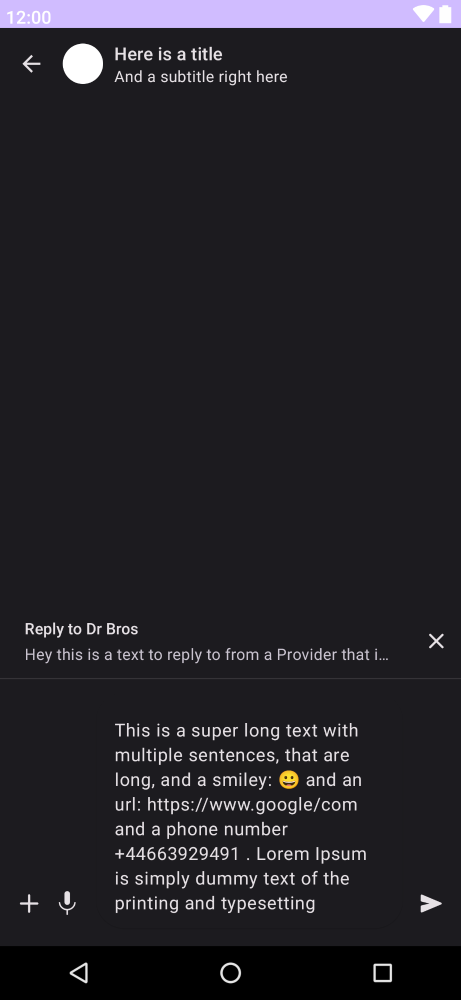 12:00
Here is a title
And a subtitle right here
Reply to Dr Bros
Hey this is a text to reply to from a Provider that i…
This is a super long text with
multiple sentences, that are
long, and a smiley: 😀 and an
url: https://www.google/com
and a phone number
+44663929491 . Lorem Ipsum
is simply dummy text of the
printing and typesetting